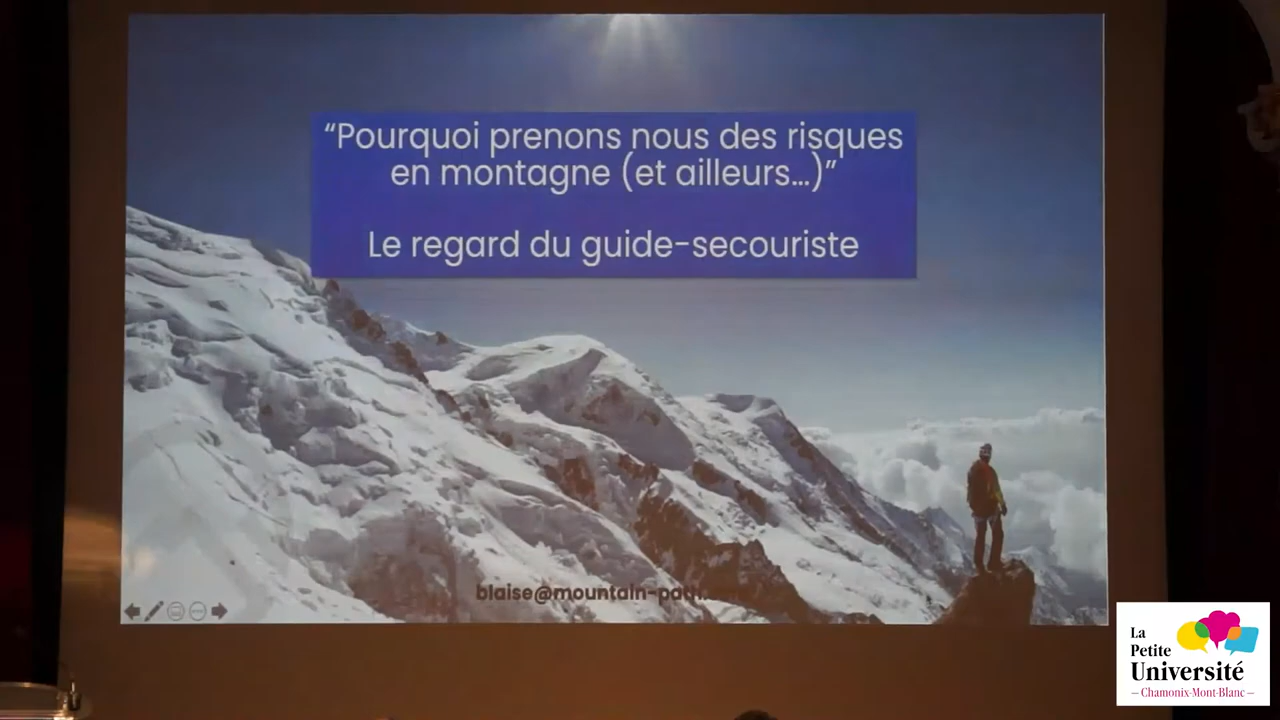 “Pourquoi prenons nous des risques
en montagne (et ailleurs...)”
Le regard du guide-secouriste
La
Petite
Université
Chamonix-Mont-Blanc